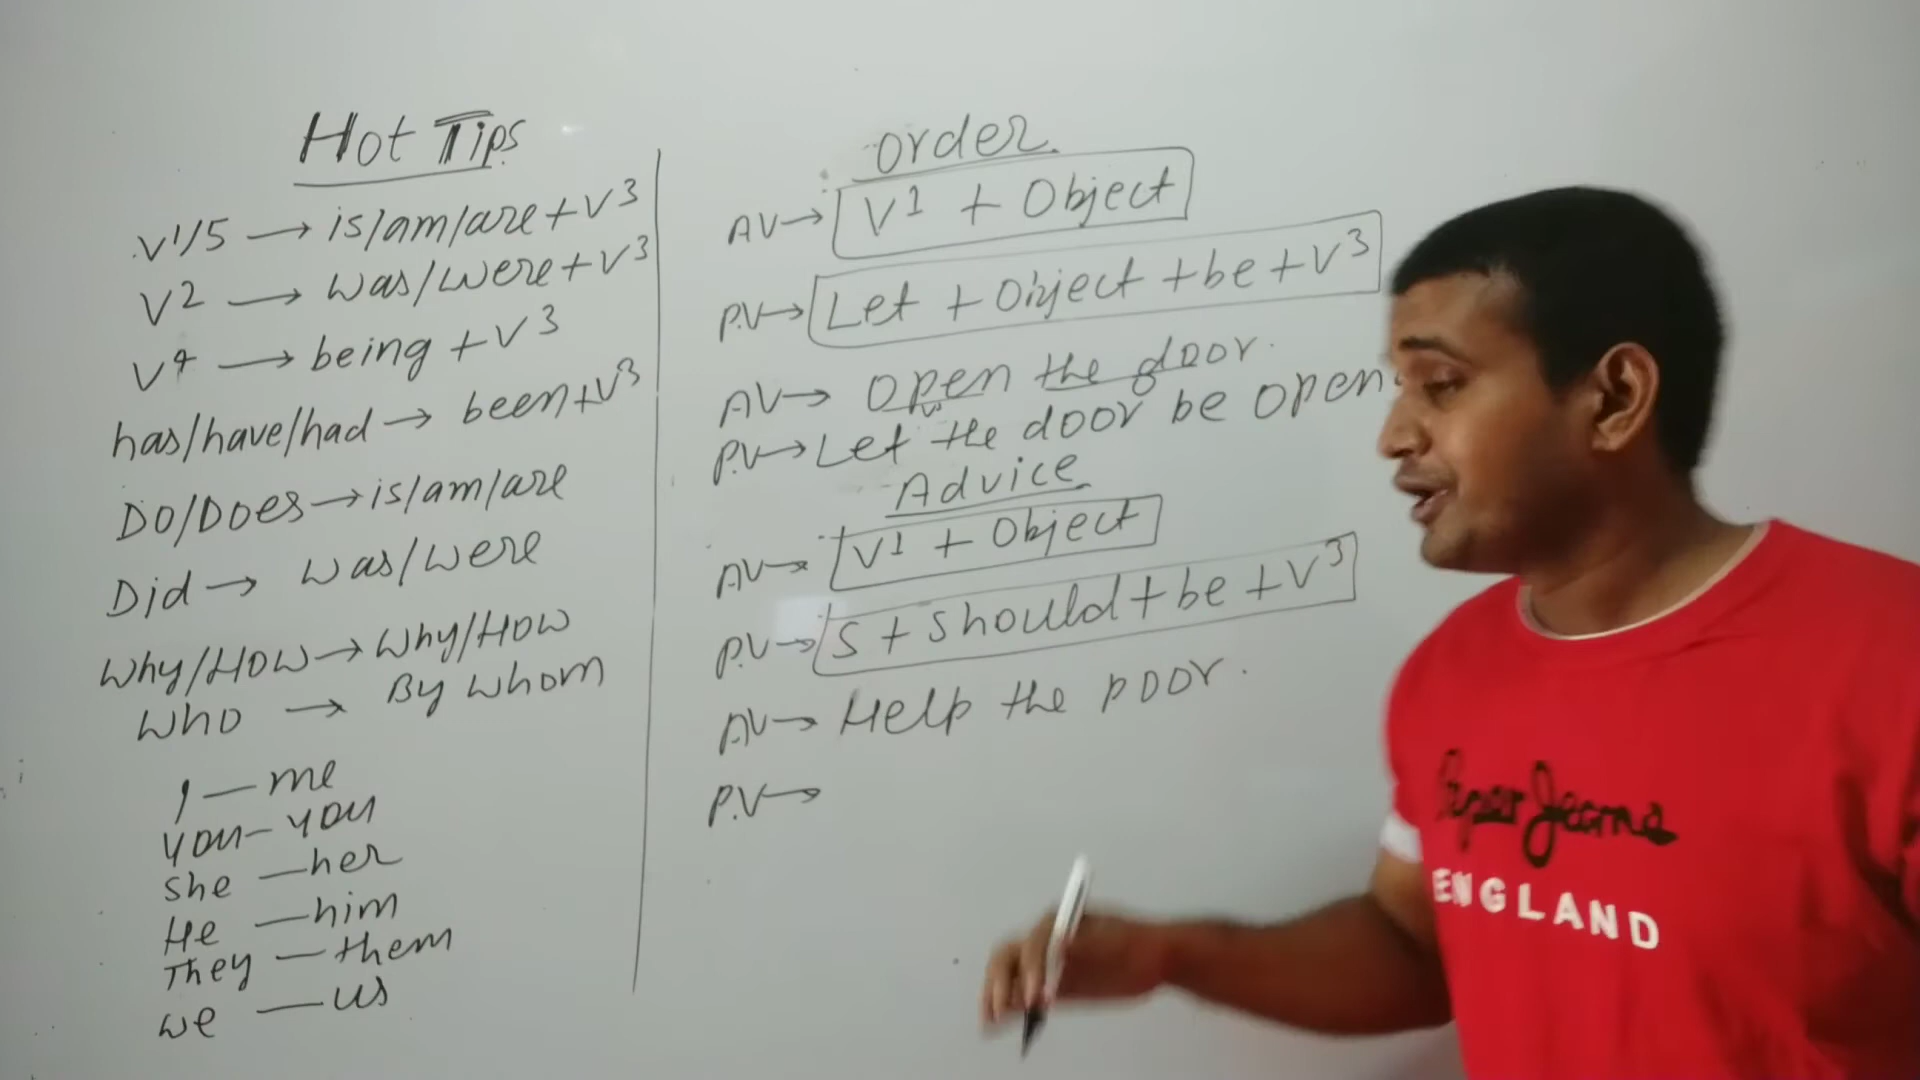 Hot Tips
V1/5 → is/am/are + V3
V2 → was/were + V3
V4 → being + V3
has/have/had → been + V3
Do/Does → is/am/are
Did → was/were
Why/How → Why/How
Who → By whom
I — me
You — you
She — her
He — him
They — them
We — us
Order
AV → V1 + Object
P.V → Let + Object + be + V3
AV → Open the door.
P.V → Let the door be open
Advice
AV → V1 + Object
P.V → S + should + be + V3
AV → Help the poor.
P.V →
Pepe Jeans
ENGLAND